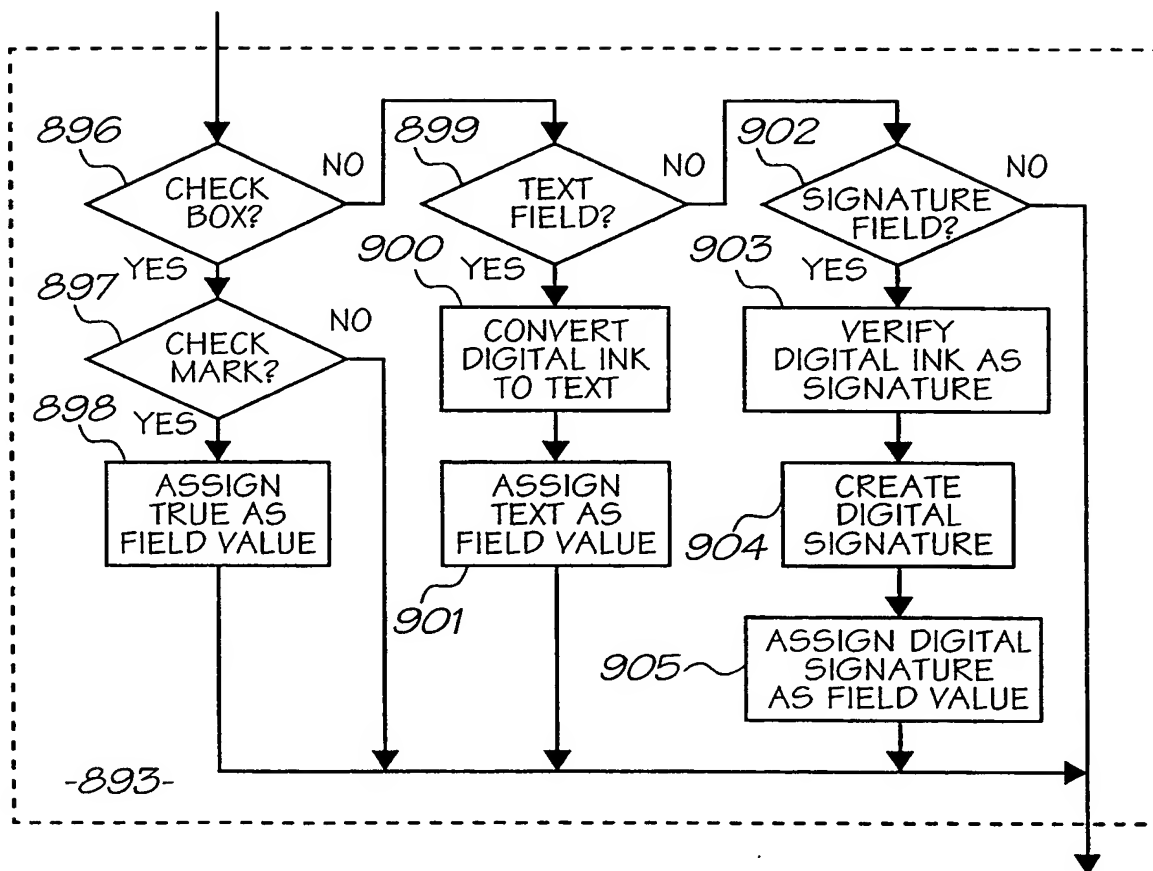 896
CHECK
BOX?
NO
YES
897
CHECK
MARK?
NO
YES
898
ASSIGN
TRUE AS
FIELD VALUE
899
TEXT
FIELD?
NO
YES
900
CONVERT
DIGITAL INK
TO TEXT
ASSIGN
TEXT AS
FIELD VALUE
901
902
SIGNATURE
FIELD?
NO
YES
903
VERIFY
DIGITAL INK AS
SIGNATURE
CREATE
DIGITAL
SIGNATURE
904
ASSIGN DIGITAL
SIGNATURE
AS FIELD VALUE
905
-893-